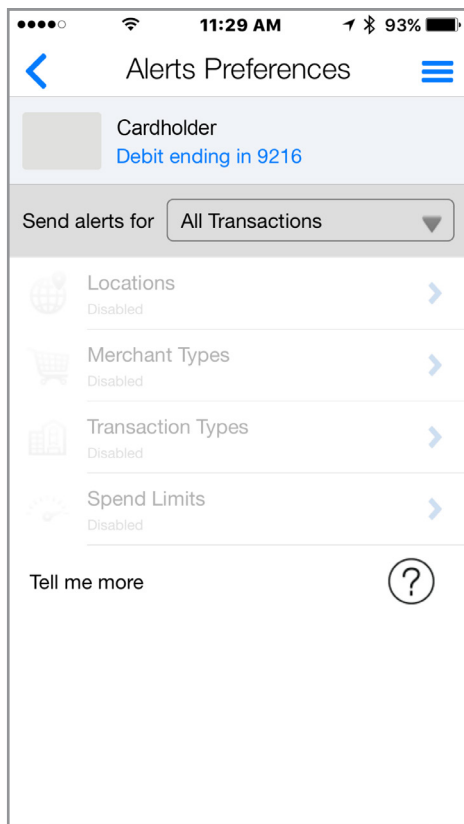 11:29 AM 93%
Alerts Preferences
Cardholder
Debit ending in 9216
Send alerts for All Transactions
Locations
Disabled
Merchant Types
Disabled
Transaction Types
Disabled
Spend Limits
Disabled
Tell me more ?